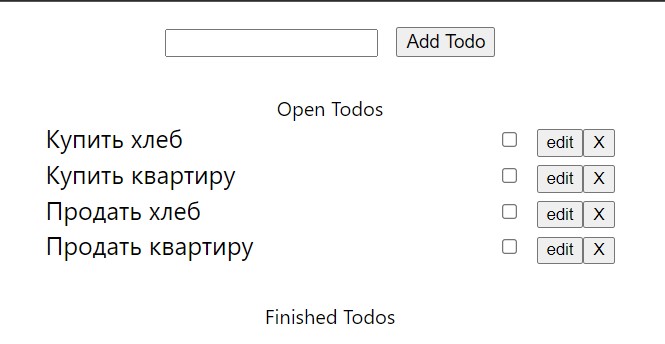 Add Todo
Open Todos
Купить хлеб edit X
Купить квартиру edit X
Продать хлеб edit X
Продать квартиру edit X
Finished Todos